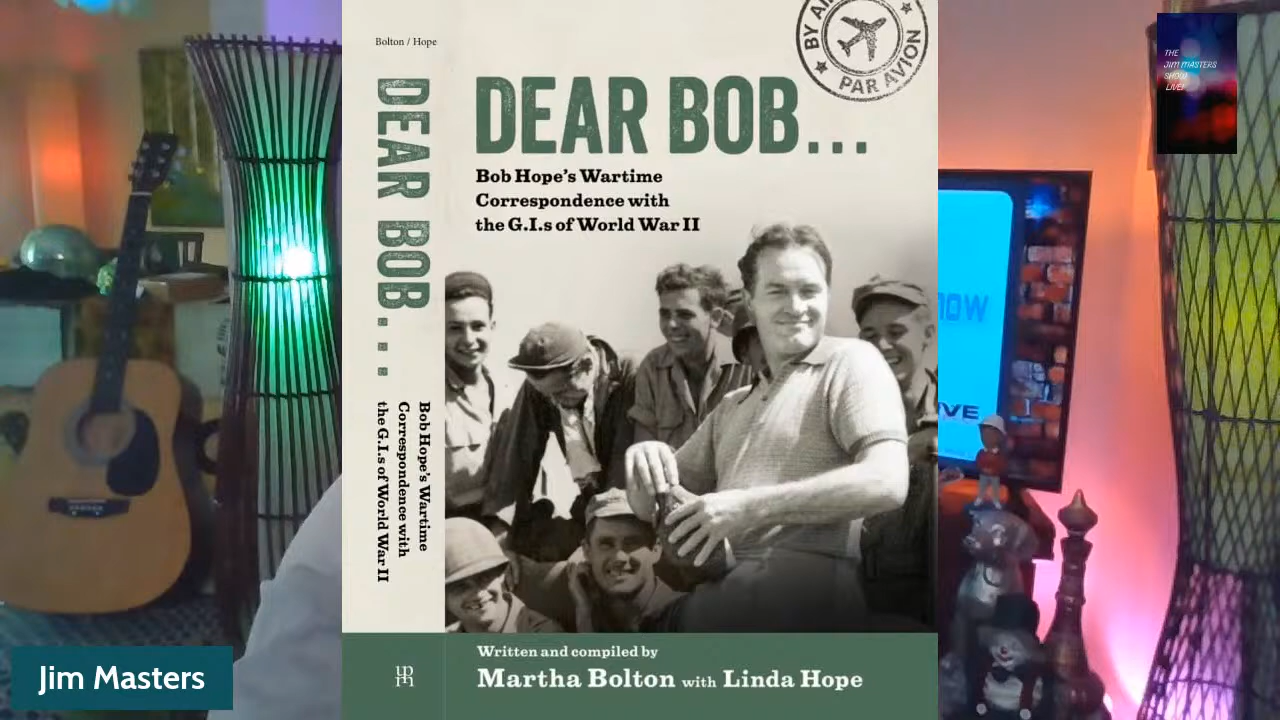 Bolton / Hope
DEAR BOB...
Bob Hope's Wartime
Correspondence with
the G.I.s of World War II
BY AI
PAR AVION
DEAR BOB...
Bob Hope's Wartime
Correspondence with
the G.I.s of World War II
Written and compiled by
Martha Bolton with Linda Hope
Jim Masters
THE
JIM MASTERS
SHOW
LIVE!